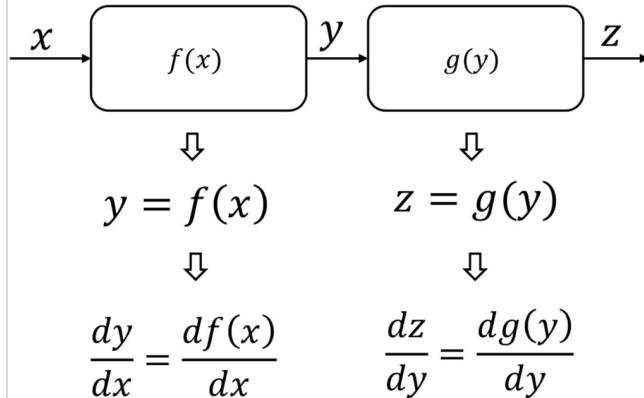 x y z
f(x) g(y)
y = f(x) z = g(y)
dy/dx = df(x)/dx dz/dy = dg(y)/dy